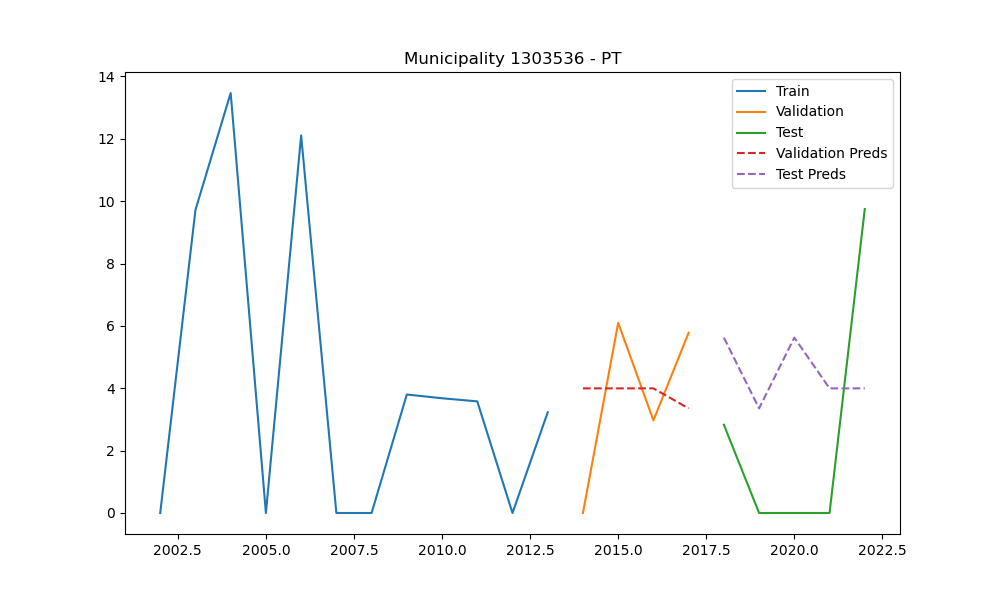 Municipality 1303536 - PT
14
12
10
8
6
4
2
0
Train
Validation
Test
Validation Preds
Test Preds
2002.5 2005.0 2007.5 2010.0 2012.5 2015.0 2017.5 2020.0 2022.5